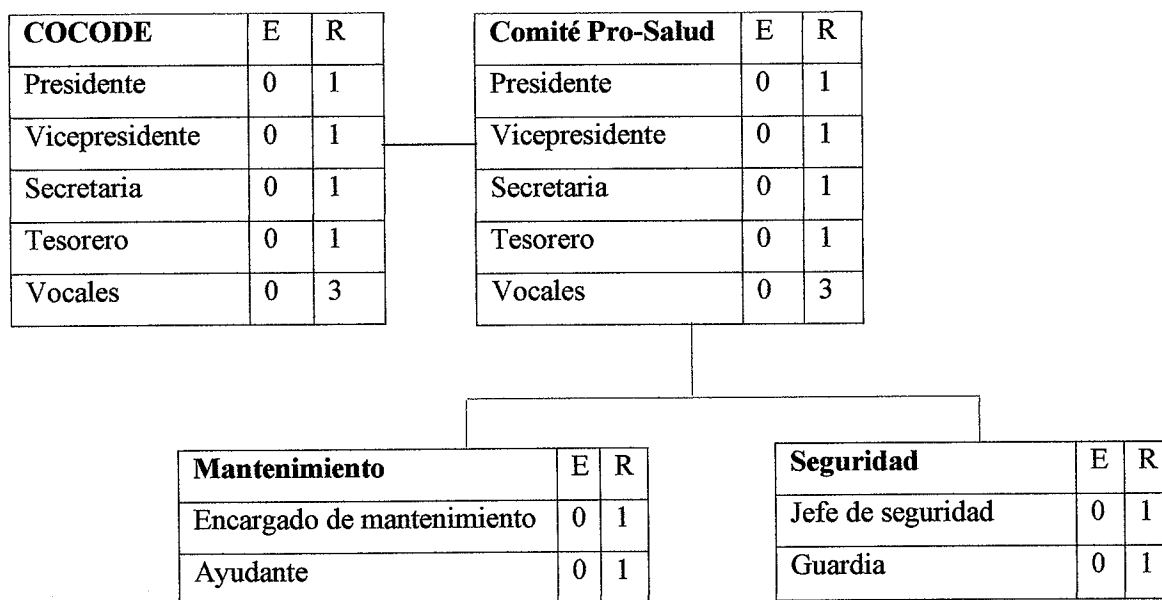 COCODE E R
Presidente 0 1
Vicepresidente 0 1
Secretaria 0 1
Tesorero 0 1
Vocales 0 3
Comité Pro-Salud E R
Presidente 0 1
Vicepresidente 0 1
Secretaria 0 1
Tesorero 0 1
Vocales 0 3
Mantenimiento E R
Encargado de mantenimiento 0 1
Ayudante 0 1
Seguridad E R
Jefe de seguridad 0 1
Guardia 0 1